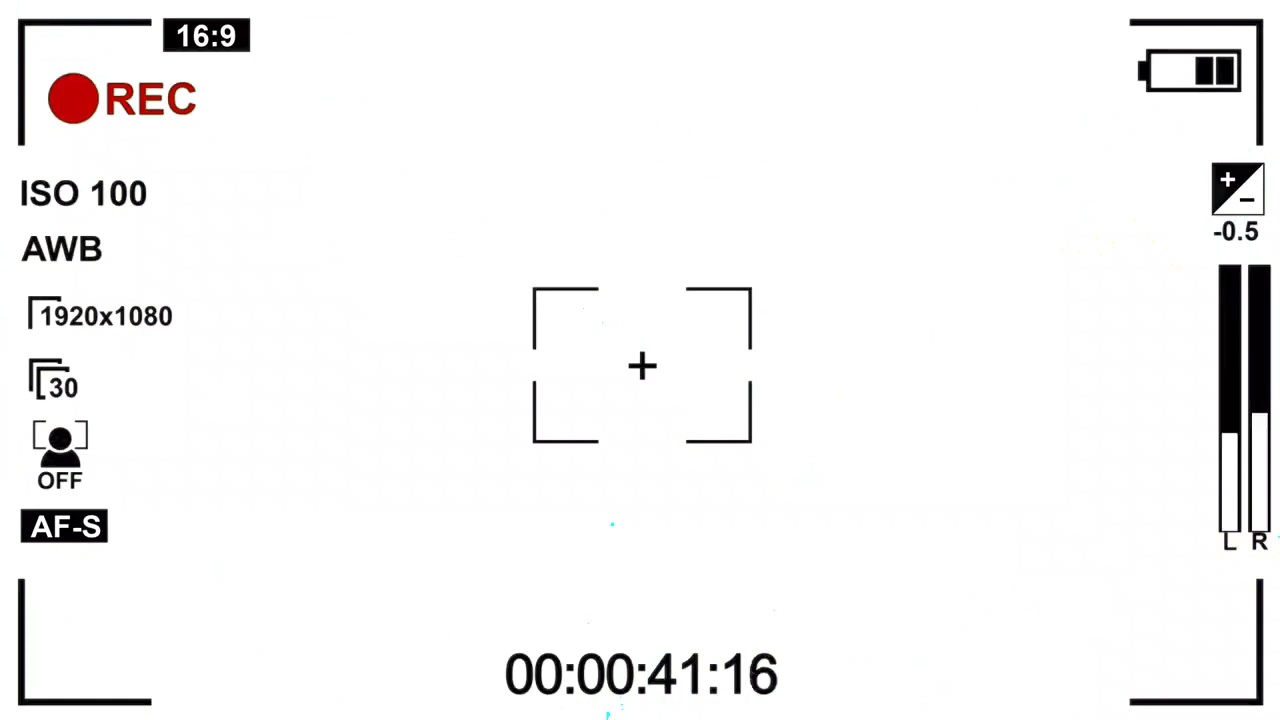 16:9
REC
ISO 100
AWB
1920x1080
30
OFF
AF-S
+
−
-0.5
L R
00:00:41:16